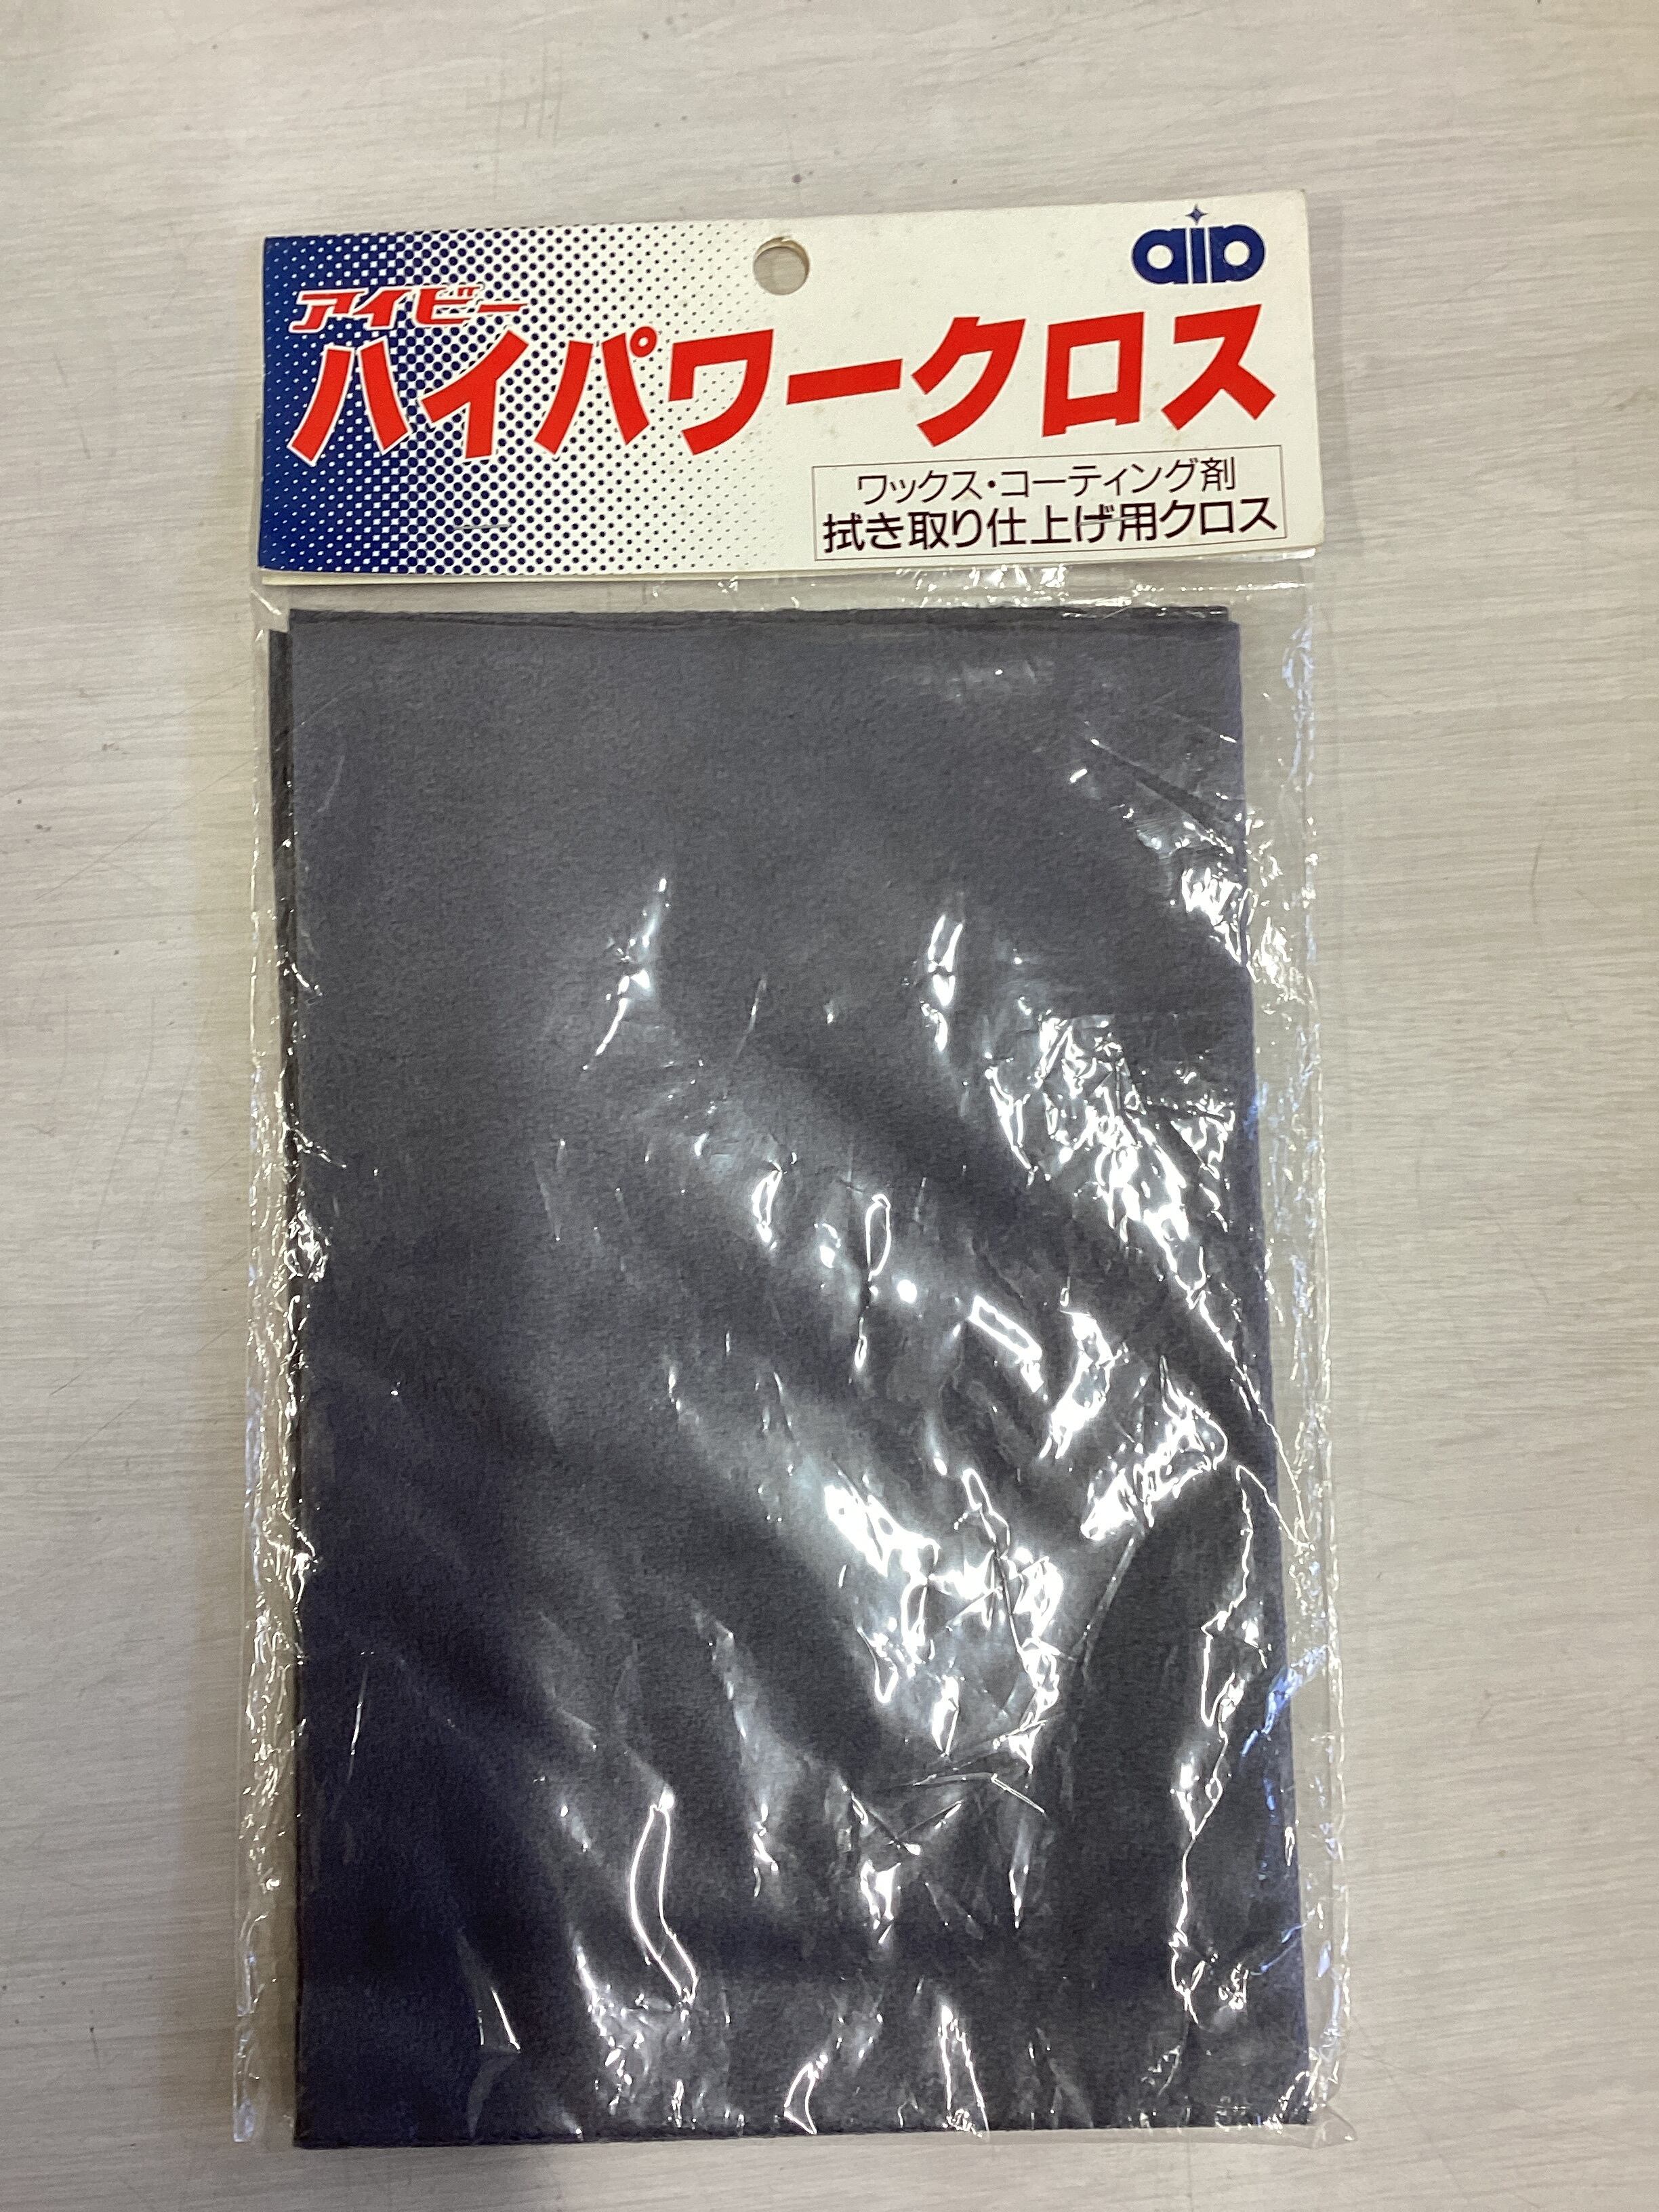 aip
アイビー
ハイパワークロス
ワックス・コーティング剤
拭き取り仕上げ用クロス